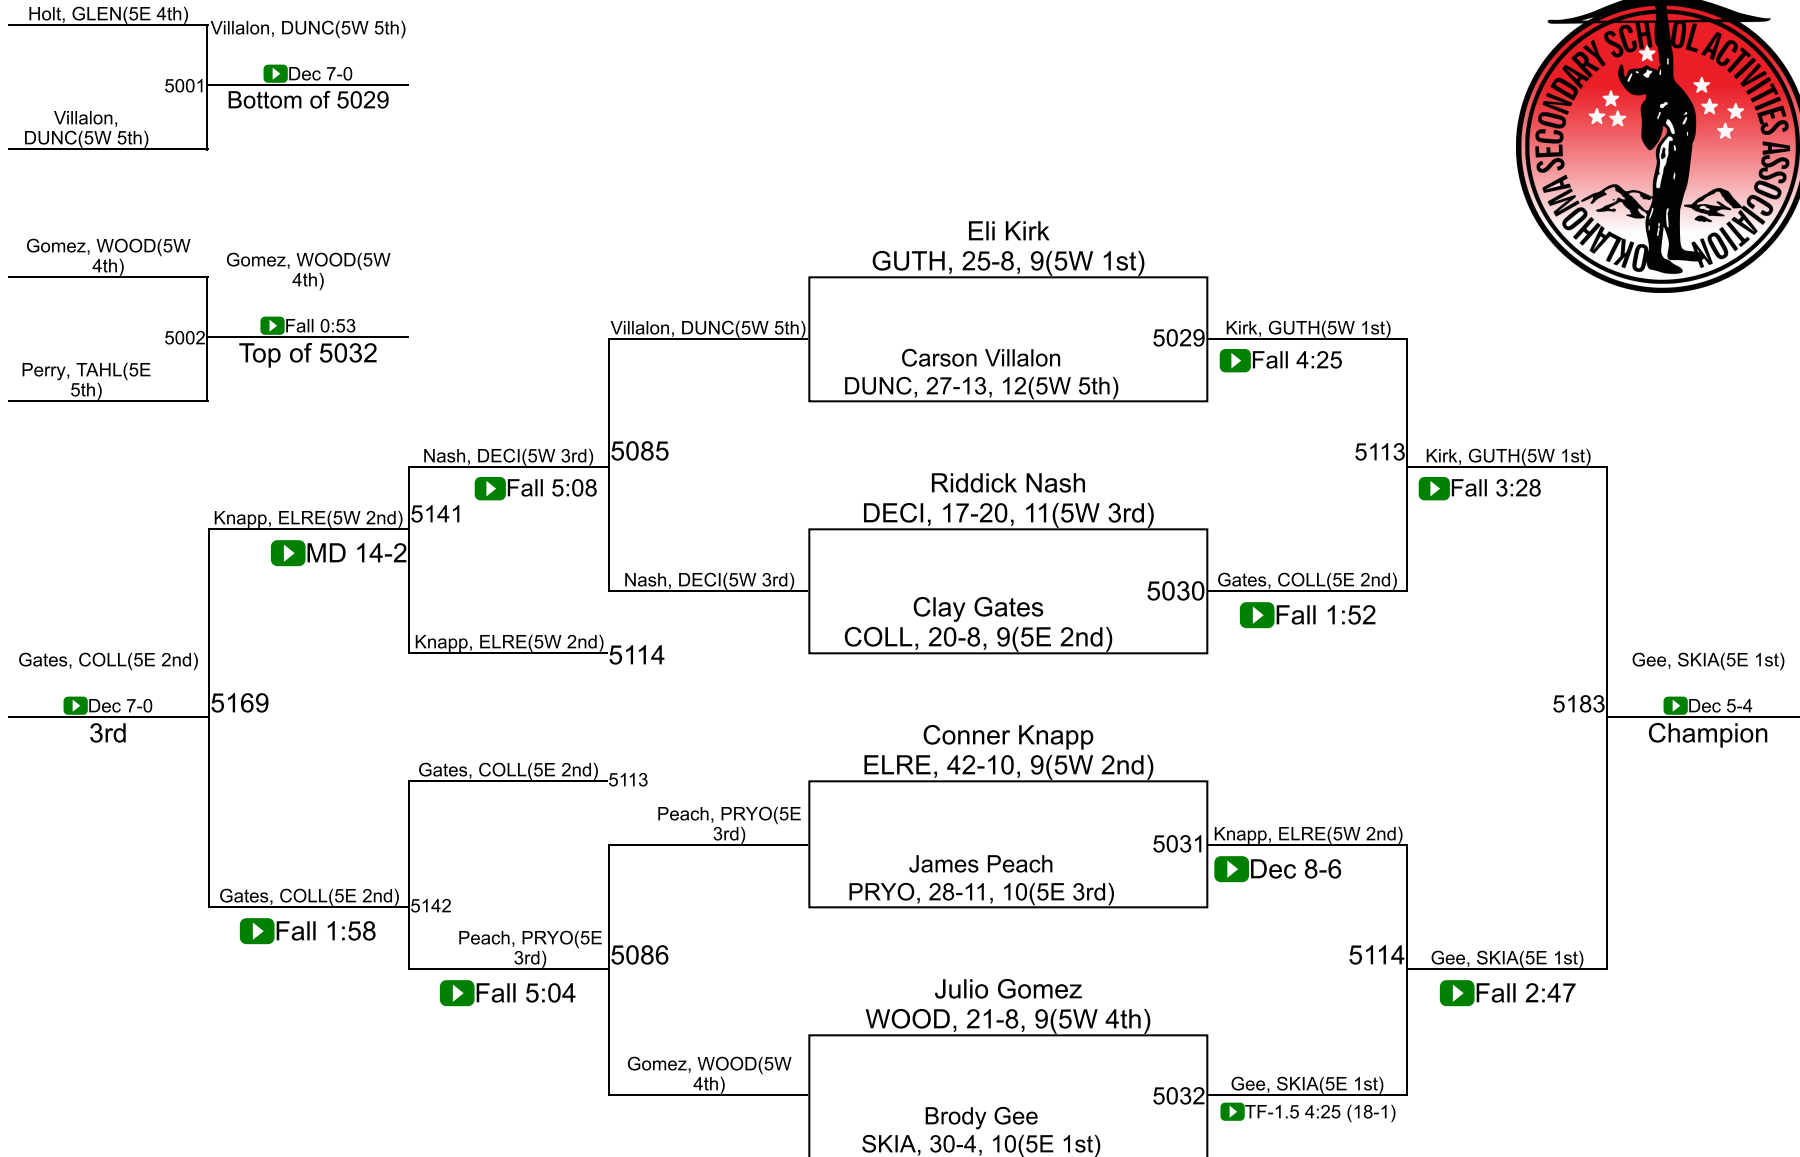 Holt, GLEN(5E 4th)
Villalon, DUNC(5W 5th)
Dec 7-0
5001
Bottom of 5029
Villalon,
DUNC(5W 5th)
OKLAHOMA SECONDARY SCHOOL ACTIVITIES ASSOCIATION
Gomez, WOOD(5W
4th)
Gomez, WOOD(5W
4th)
Fall 0:53
5002
Top of 5032
Perry, TAHL(5E
5th)
Eli Kirk
GUTH, 25-8, 9(5W 1st)
Villalon, DUNC(5W 5th)
5029
Kirk, GUTH(5W 1st)
Fall 4:25
Carson Villalon
DUNC, 27-13, 12(5W 5th)
Nash, DECI(5W 3rd)
5085
5113
Kirk, GUTH(5W 1st)
Fall 5:08
Fall 3:28
Riddick Nash
DECI, 17-20, 11(5W 3rd)
Knapp, ELRE(5W 2nd)
5141
MD 14-2
Nash, DECI(5W 3rd)
5030
Gates, COLL(5E 2nd)
Fall 1:52
Clay Gates
COLL, 20-8, 9(5E 2nd)
Knapp, ELRE(5W 2nd)
5114
Gates, COLL(5E 2nd)
Dec 7-0
3rd
5169
Gee, SKIA(5E 1st)
5183
Dec 5-4
Champion
Conner Knapp
ELRE, 42-10, 9(5W 2nd)
Gates, COLL(5E 2nd)
5113
Peach, PRYO(5E
3rd)
5031
Knapp, ELRE(5W 2nd)
Dec 8-6
James Peach
PRYO, 28-11, 10(5E 3rd)
Gates, COLL(5E 2nd)
5142
Fall 1:58
Peach, PRYO(5E
3rd)
5086
5114
Gee, SKIA(5E 1st)
Fall 5:04
Fall 2:47
Julio Gomez
WOOD, 21-8, 9(5W 4th)
Gomez, WOOD(5W
4th)
5032
Gee, SKIA(5E 1st)
TF-1.5 4:25 (18-1)
Brody Gee
SKIA, 30-4, 10(5E 1st)